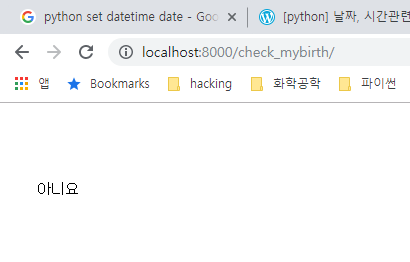 python set datetime date - Goo
[python] 날짜, 시간관련
localhost:8000/check_mybirth/
앱 Bookmarks hacking 화학공학 파이썬
아니요